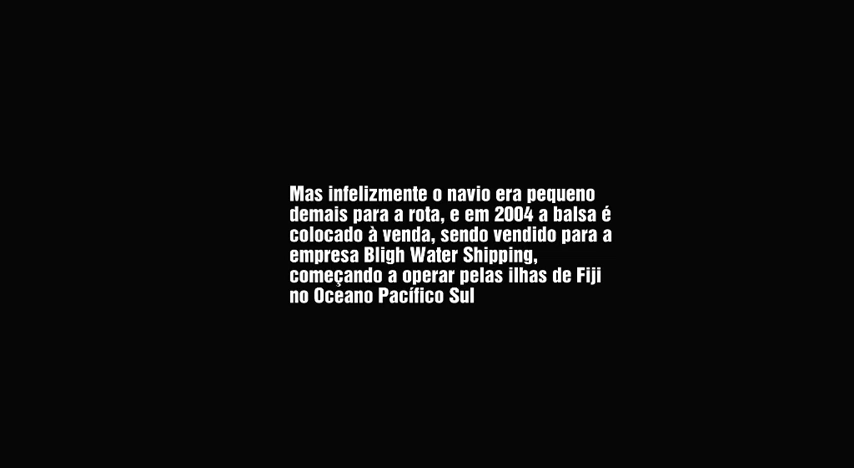 Mas infelizmente o navio era pequeno
demais para a rota, e em 2004 a balsa é
colocado à venda, sendo vendido para a
empresa Bligh Water Shipping,
começando a operar pelas ilhas de Fiji
no Oceano Pacífico Sul